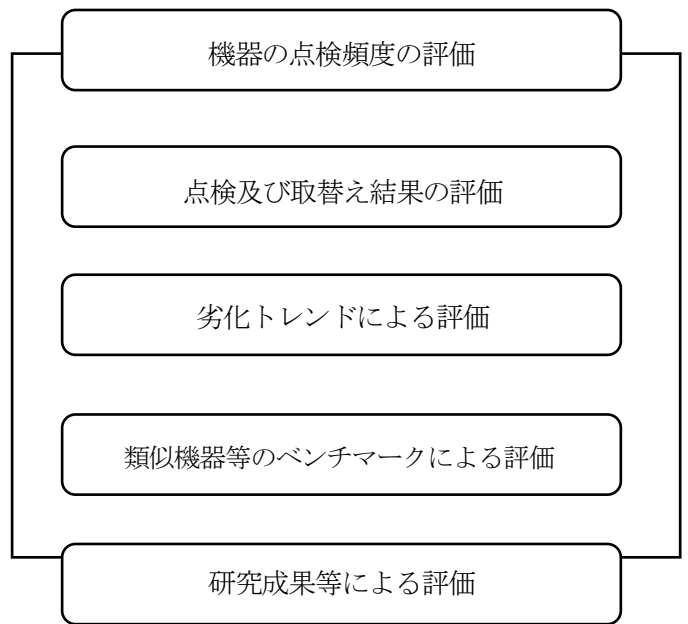 機器の点検頻度の評価
点検及び取替え結果の評価
劣化トレンドによる評価
類似機器等のベンチマークによる評価
研究成果等による評価